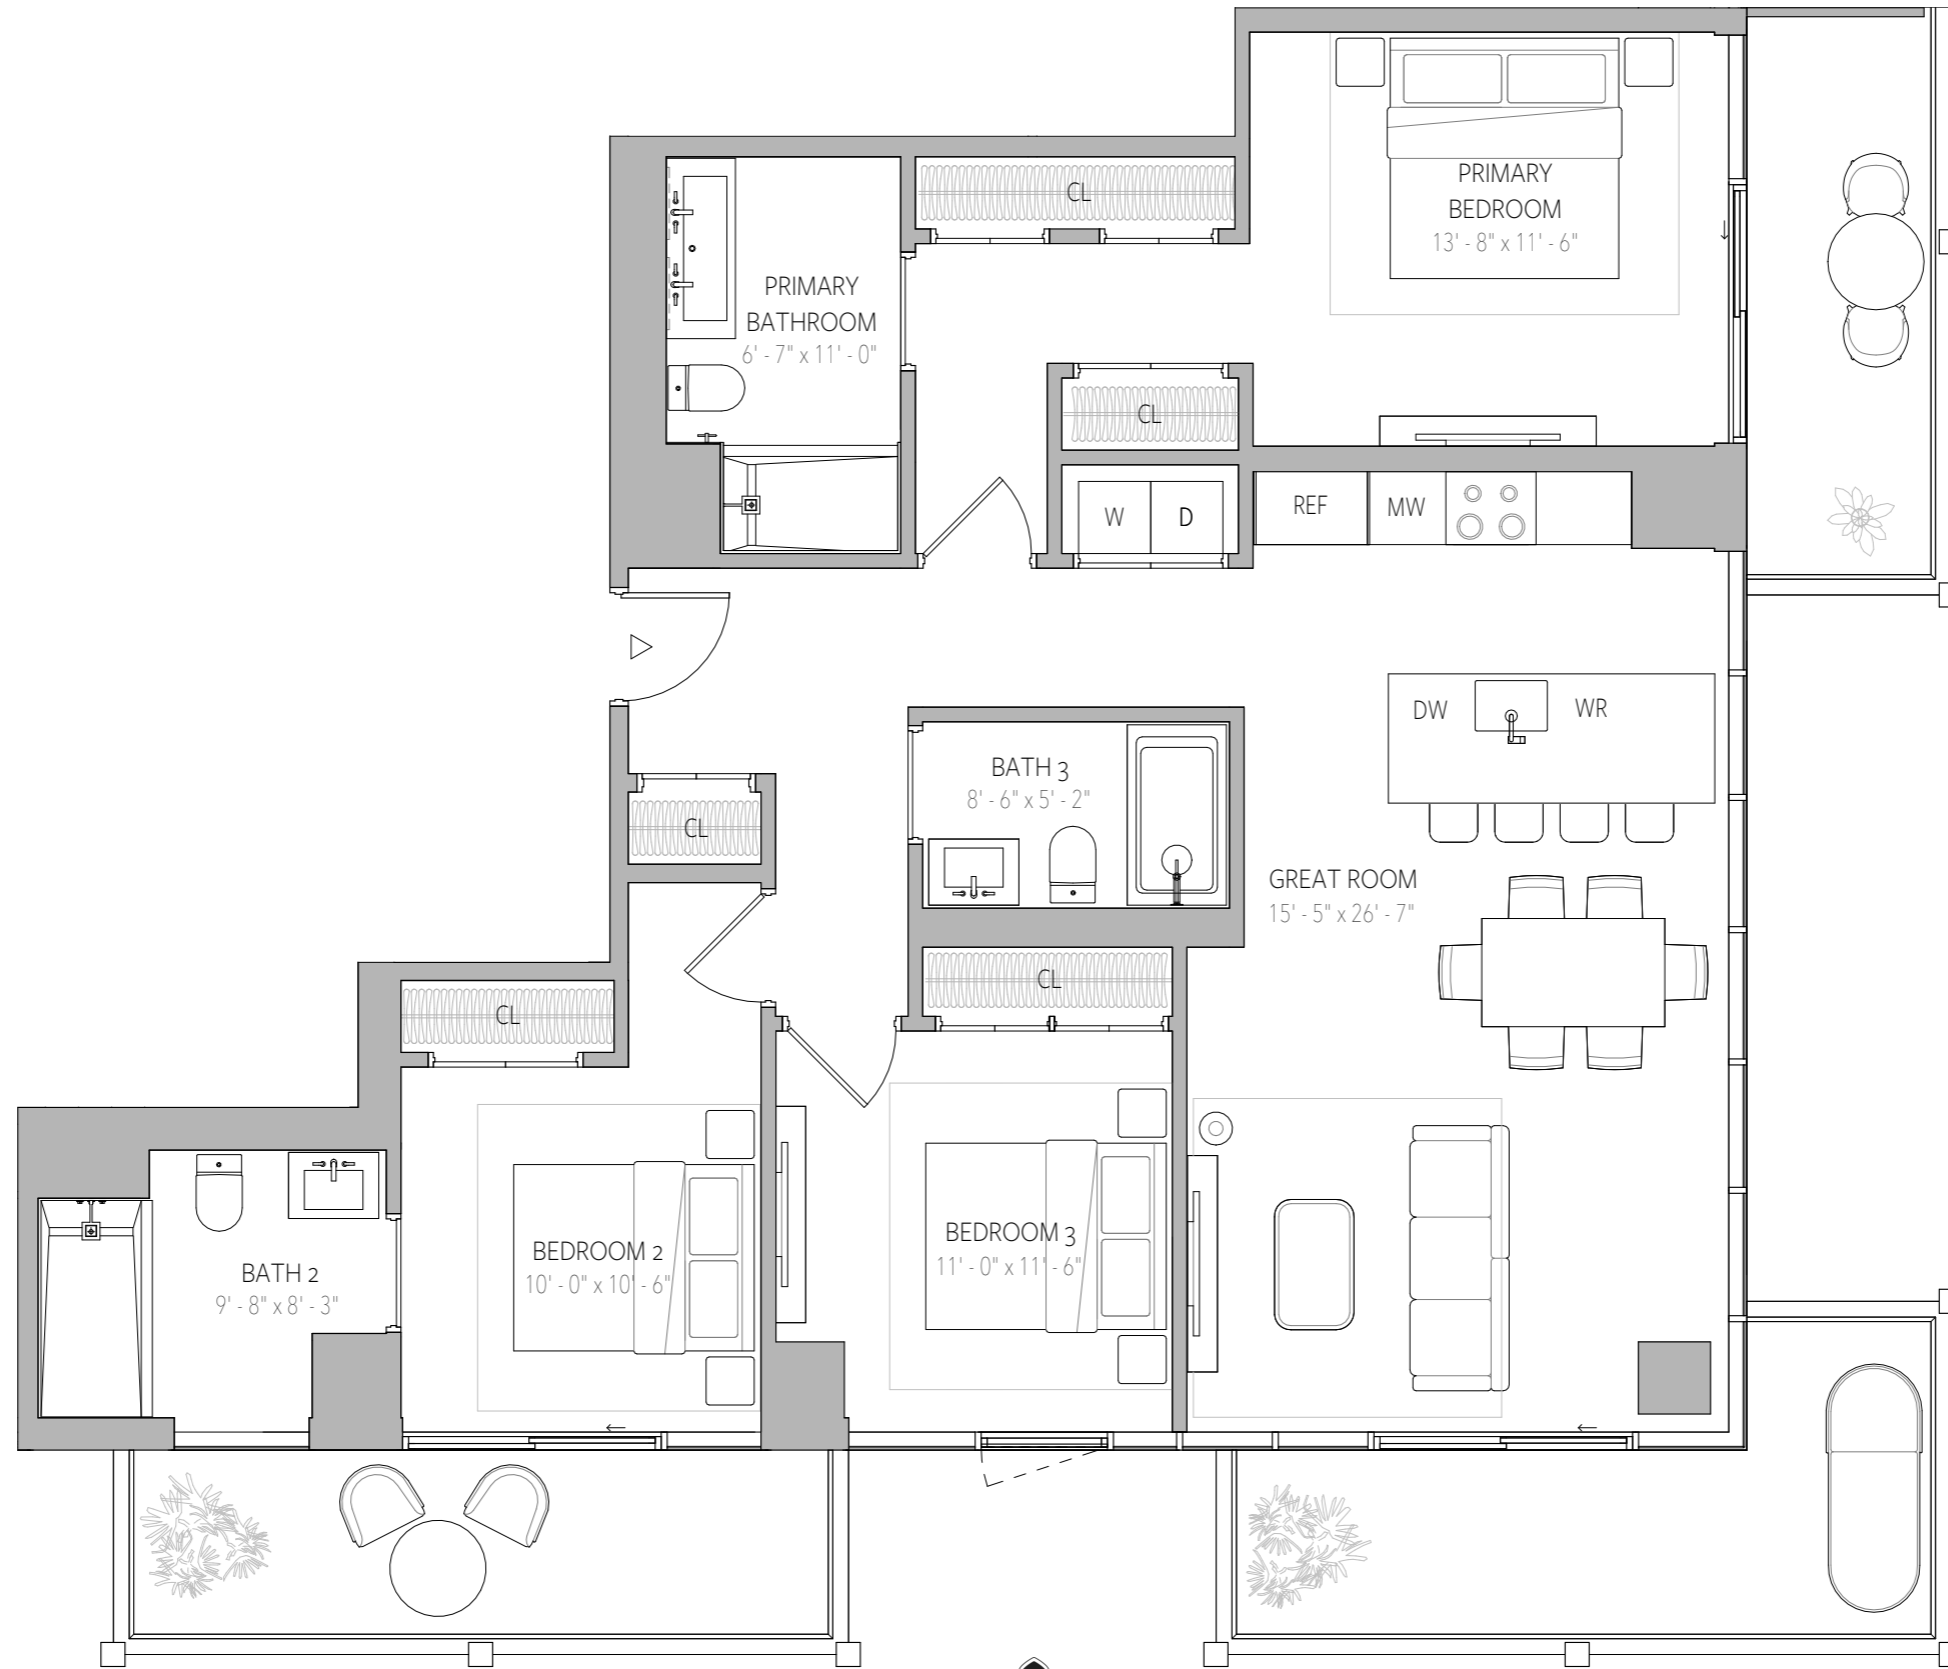 CL
PRIMARY
BEDROOM
13' - 8" x 11' - 6"
PRIMARY
BATHROOM
6' - 7" x 11' - 0"
CL
W
D
REF
MW
DW
WR
BATH 3
8' - 6" x 5' - 2"
CL
GREAT ROOM
15' - 5" x 26' - 7"
CL
CL
BEDROOM 2
10' - 0" x 10' - 6"
BEDROOM 3
11' - 0" x 11' - 6"
BATH 2
9' - 8" x 8' - 3"